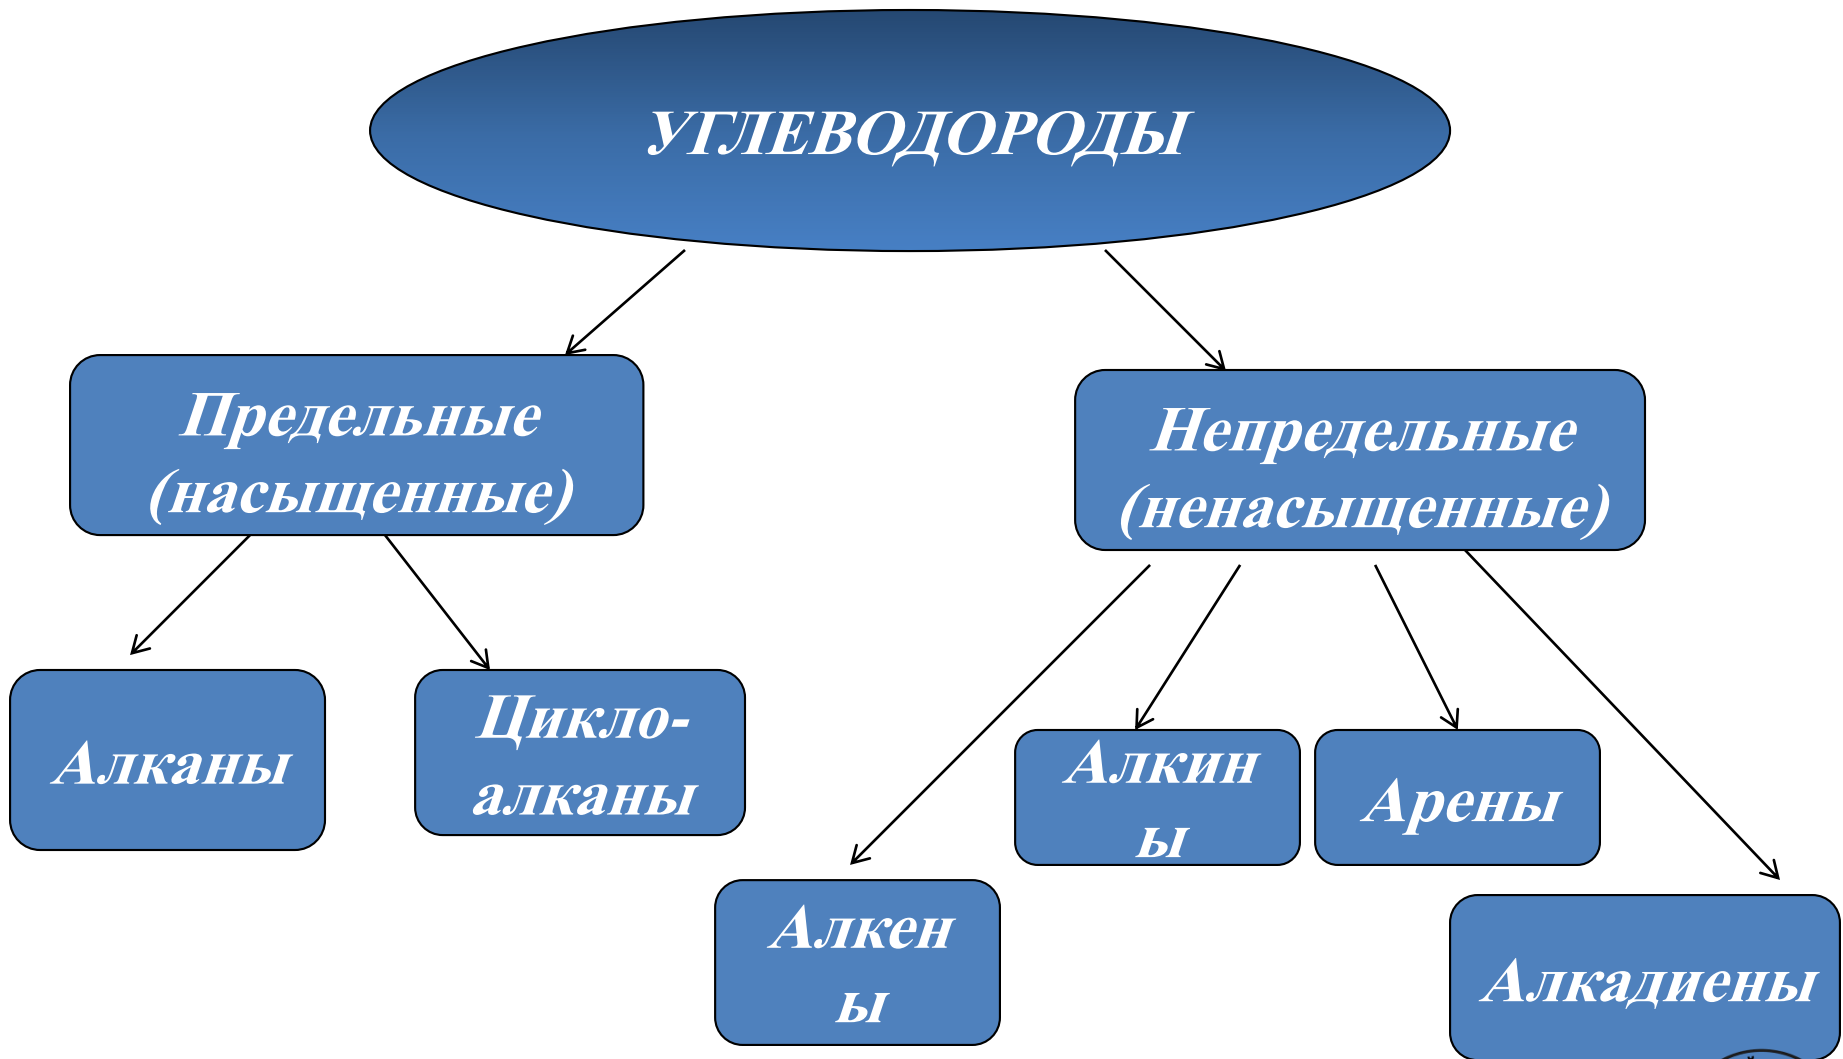 УГЛЕВОДОРОДЫ
Предельные
(насыщенные)
Непредельные
(ненасыщенные)
Алканы
Цикло-
алканы
Алкин
ы
Арены
Алкен
ы
Алкадиены